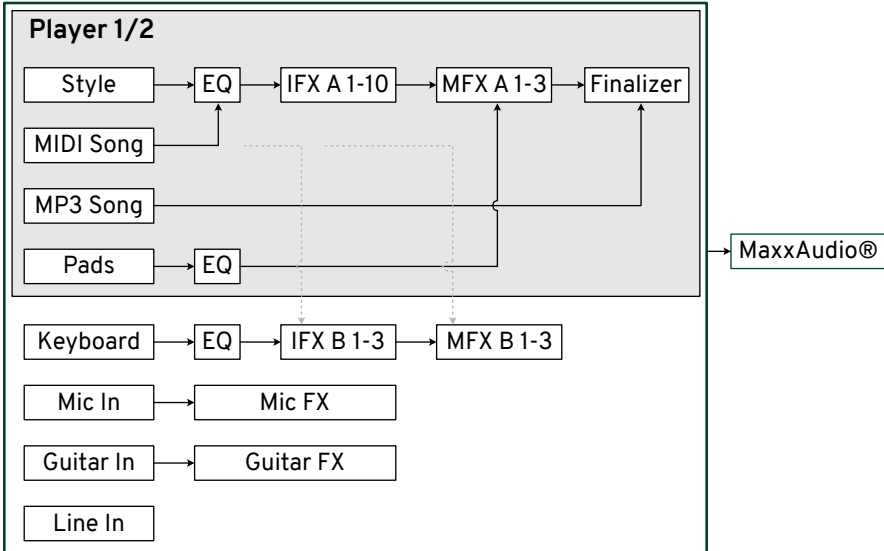 Player 1/2
Style
EQ
IFX A 1-10
MFX A 1-3
Finalizer
MIDI Song
MP3 Song
Pads
EQ
MaxxAudio®
Keyboard
EQ
IFX B 1-3
MFX B 1-3
Mic In
Mic FX
Guitar In
Guitar FX
Line In